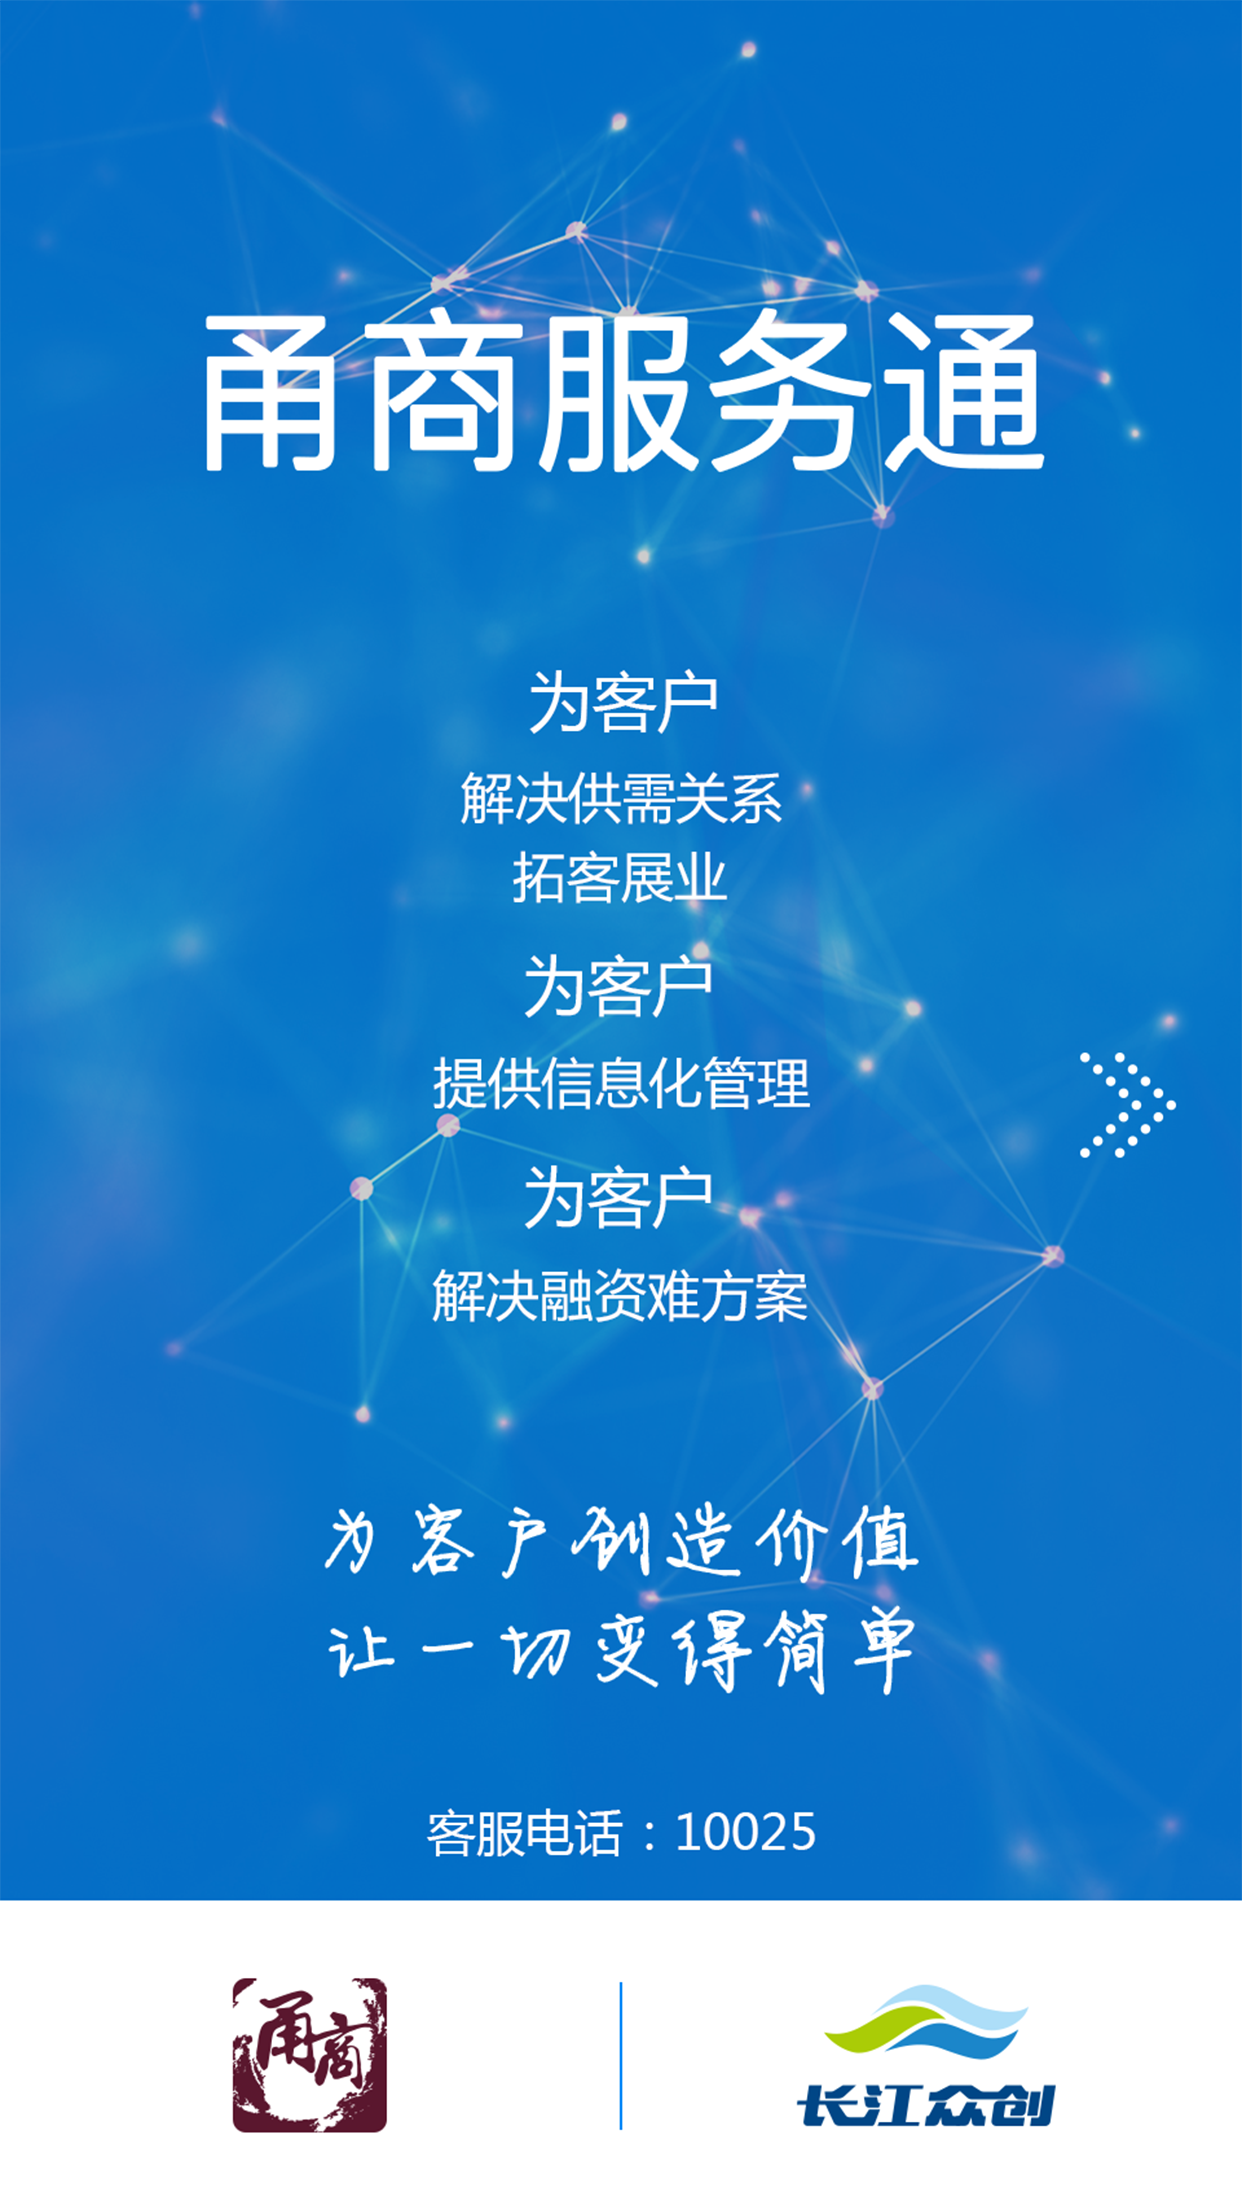 甬商服务通
为客户
解决供需关系
拓客展业
为客户
提供信息化管理
为客户
解决融资难方案
为客户创造价值
让一切变得简单
客服电话：10025
甬商
长江众创